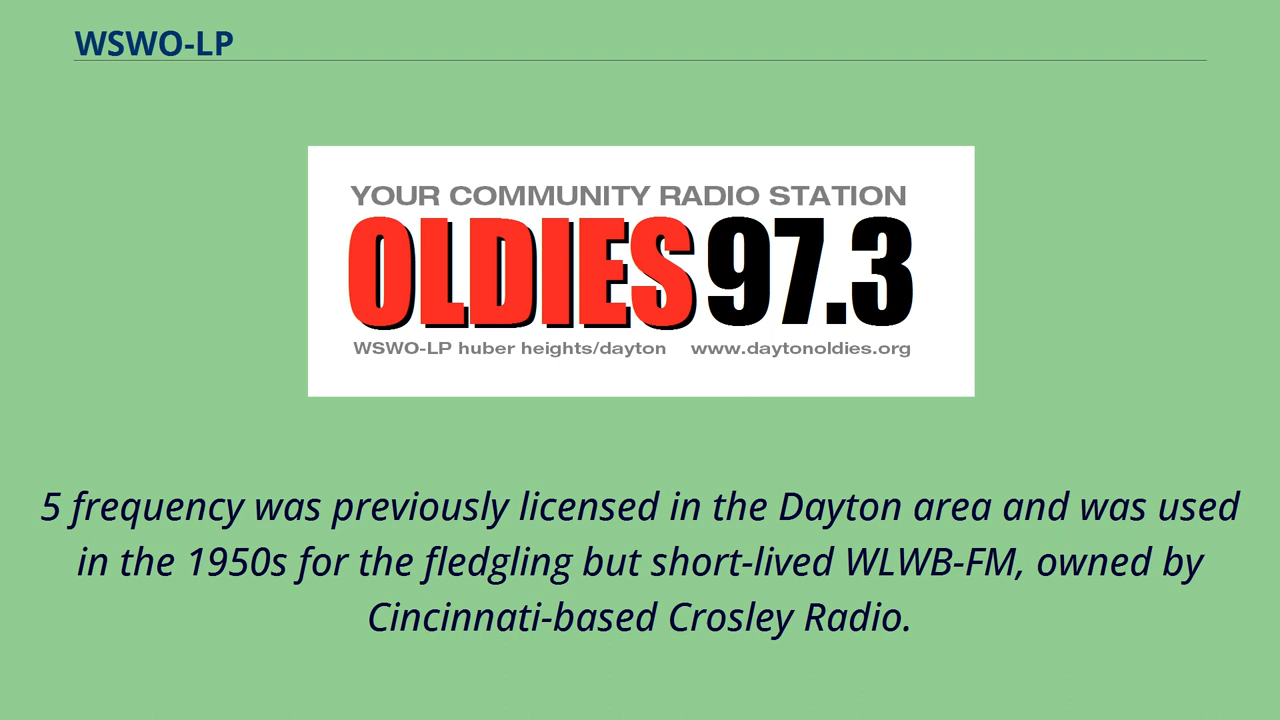 WSWO-LP
YOUR COMMUNITY RADIO STATION
OLDIES 97.3
WSWO-LP huber heights/dayton www.daytonoldies.org
5 frequency was previously licensed in the Dayton area and was used
in the 1950s for the fledgling but short-lived WLWB-FM, owned by
Cincinnati-based Crosley Radio.